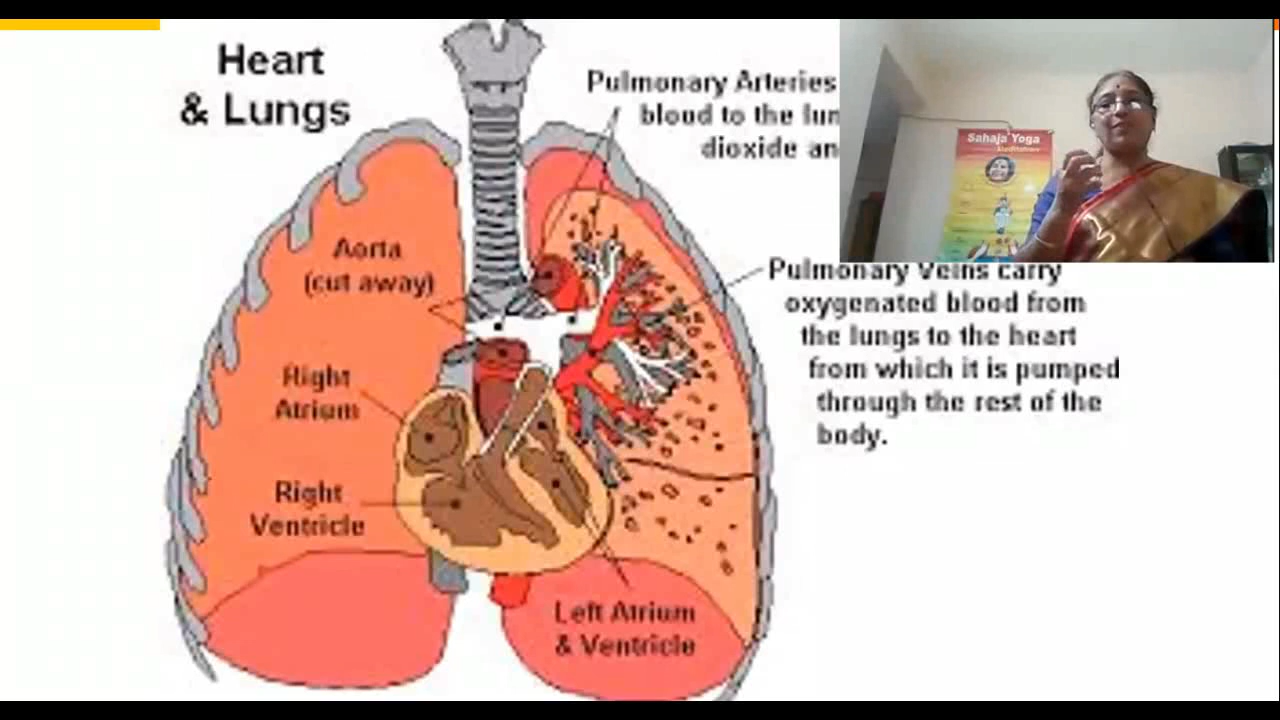 Heart
& Lungs
Pulmonary Arteries
blood to the lun
dioxide an
Sahaja Yoga
Meditation
Aorta
(cut away)
Pulmonary Veins carry
oxygenated blood from
the lungs to the heart
from which it is pumped
through the rest of the
body.
Right
Atrium
Right
Ventricle
Left Atrium
& Ventricle